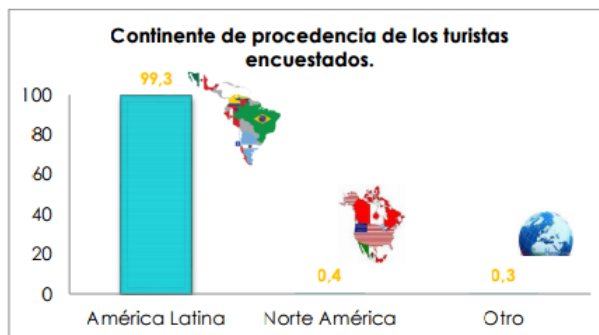 Continente de procedencia de los turistas
encuestados.
99,3
100
80
60
40
20
0
0,4
0,3
América Latina
Norte América
Otro